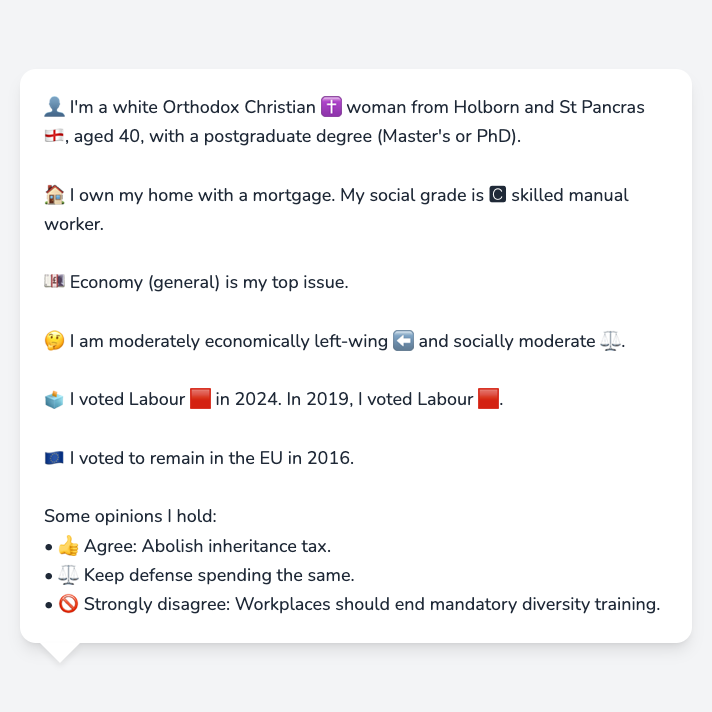 👤 I'm a white Orthodox Christian ✝️ woman from Holborn and St Pancras
🏴󠁧󠁢󠁥󠁮󠁧󠁿, aged 40, with a postgraduate degree (Master's or PhD).
🏠 I own my home with a mortgage. My social grade is 🅲 skilled manual
worker.
💷 Economy (general) is my top issue.
🤔 I am moderately economically left-wing ⬅️ and socially moderate ⚖️.
🗳️ I voted Labour 🟥 in 2024. In 2019, I voted Labour 🟥.
🇪🇺 I voted to remain in the EU in 2016.
Some opinions I hold:
• 👍 Agree: Abolish inheritance tax.
• ⚖️ Keep defense spending the same.
• 🚫 Strongly disagree: Workplaces should end mandatory diversity training.